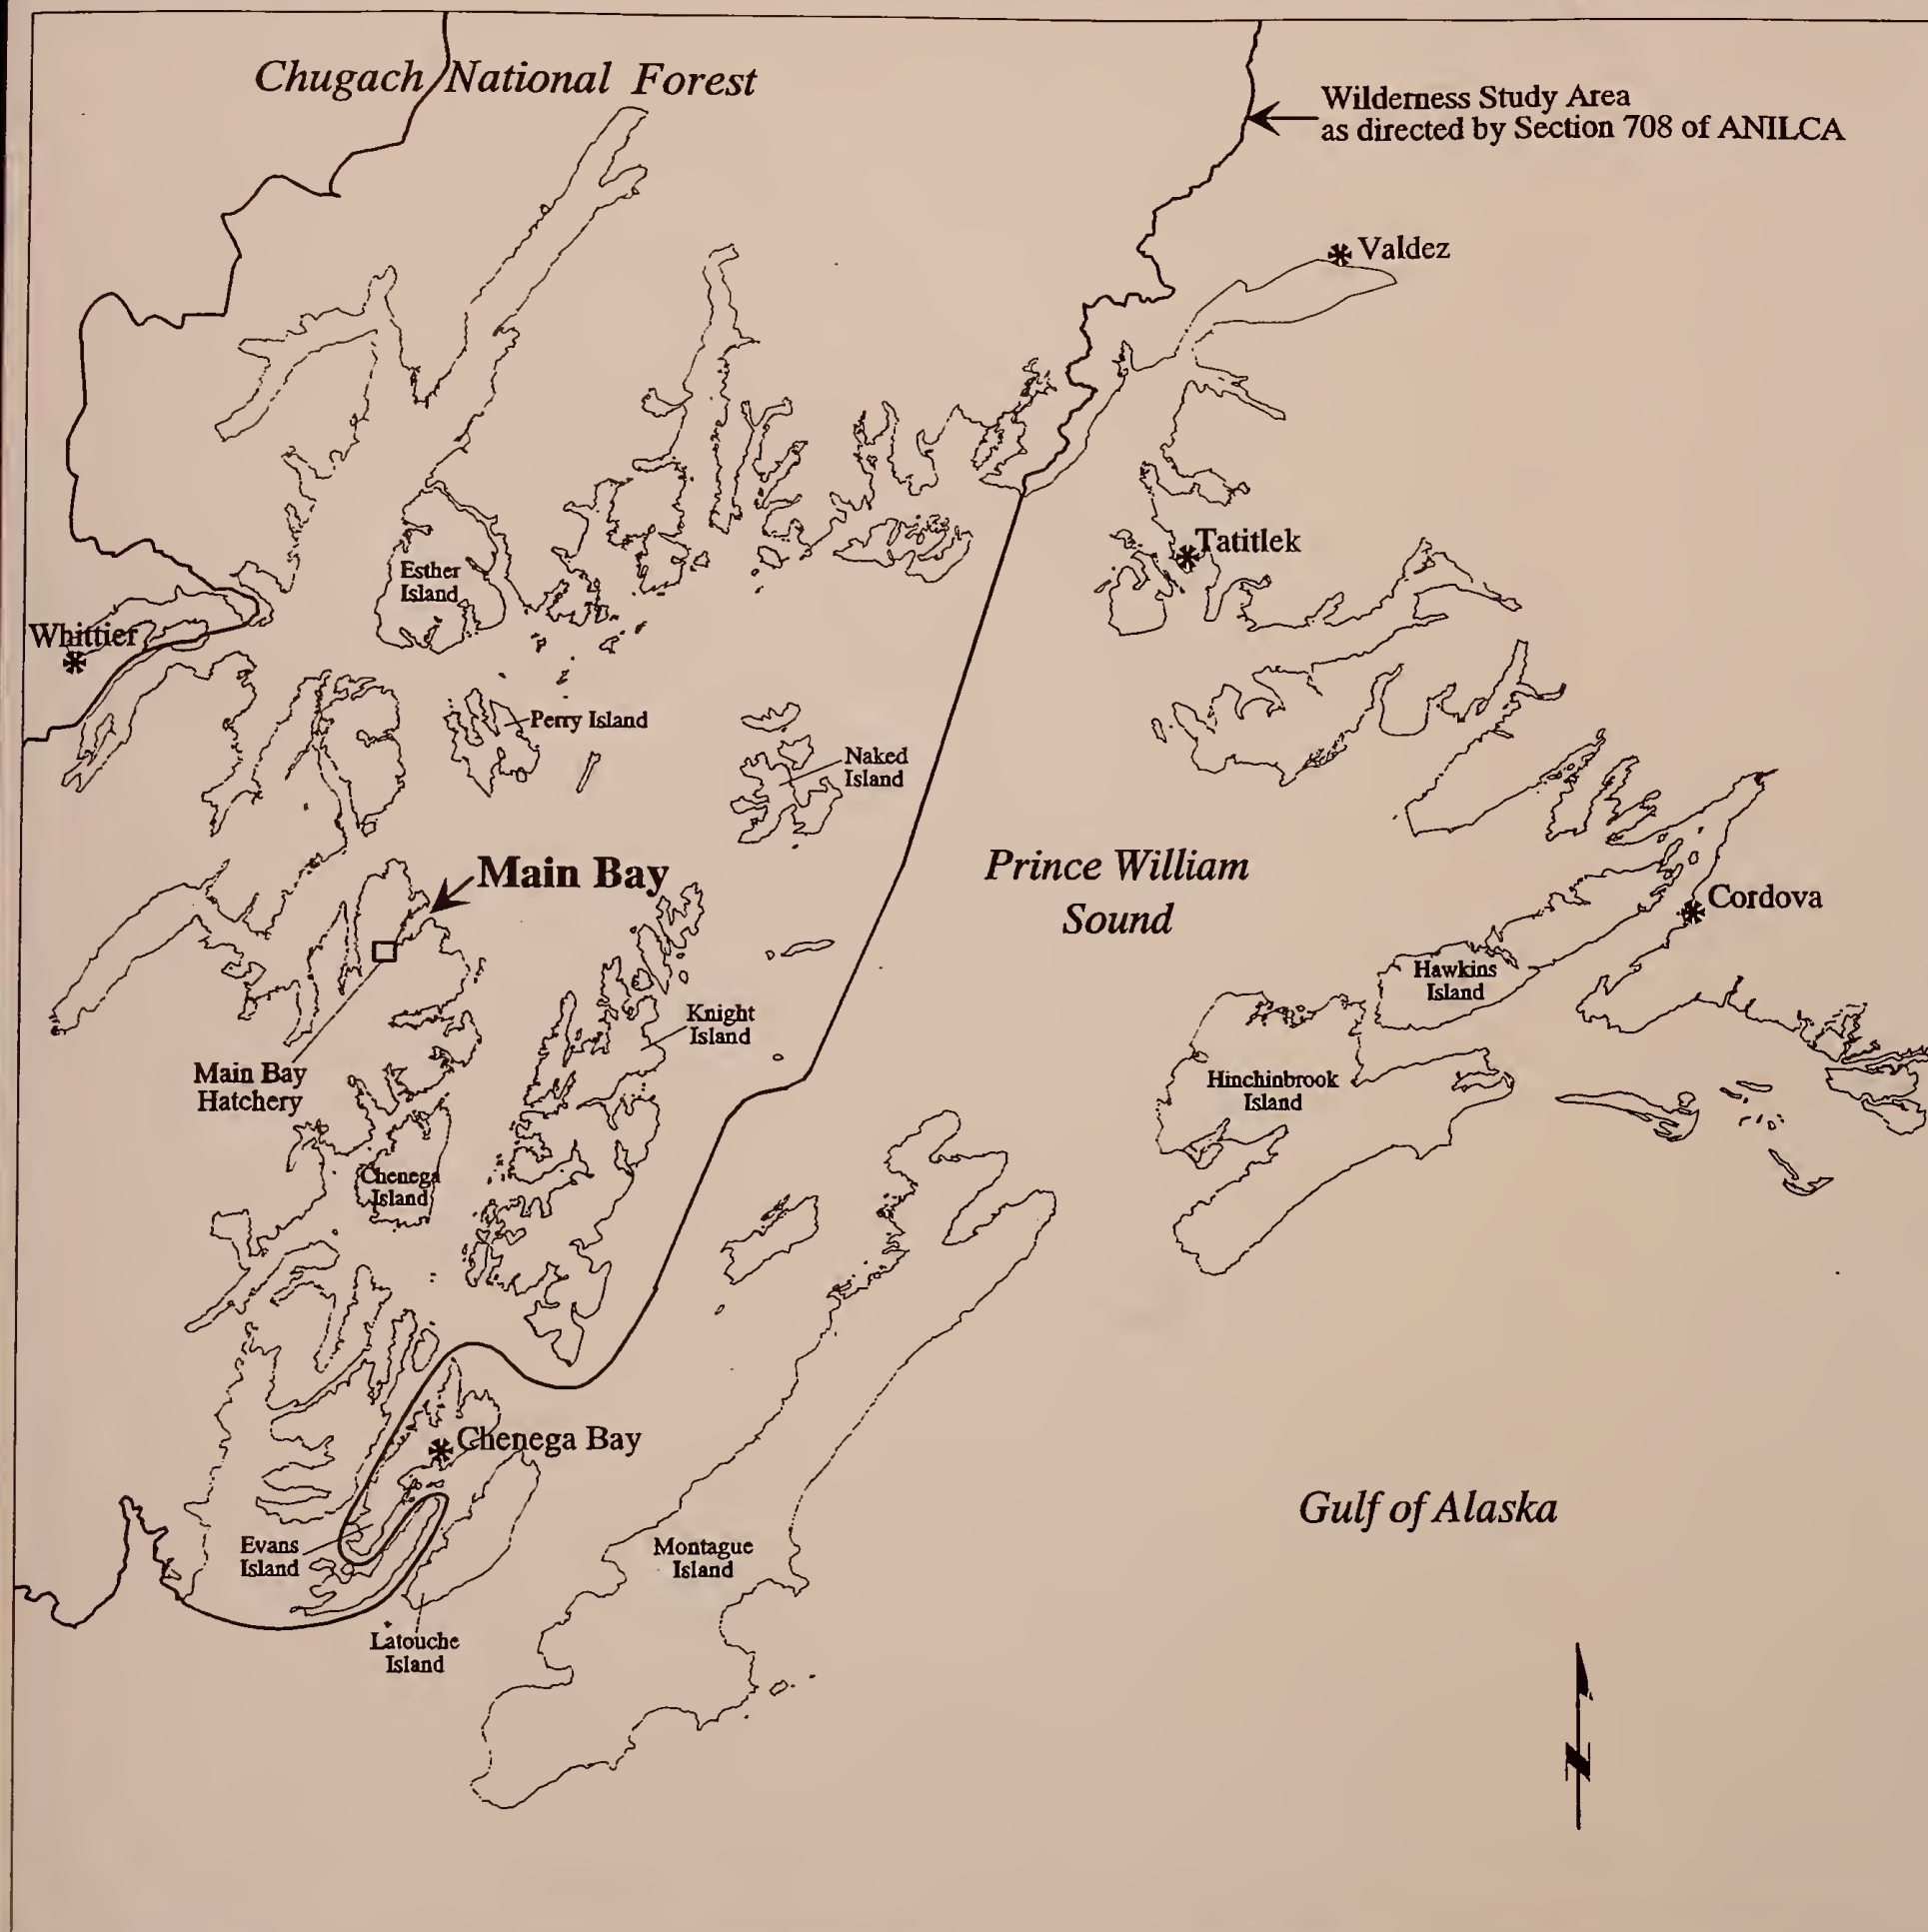 Chugach National Forest
Wilderness Study Area
as directed by Section 708 of ANILCA
Valdez
Tatitlek
Esther
Island
Whittier
Perry Island
Naked
Island
Main Bay
Prince William
Sound
Cordova
Hawkins
Island
Knight
Island
Main Bay
Hatchery
Hinchinbrook
Island
Chenega
Island
Chenega Bay
Gulf of Alaska
Evans
Island
Montague
Island
Latouche
Island
N